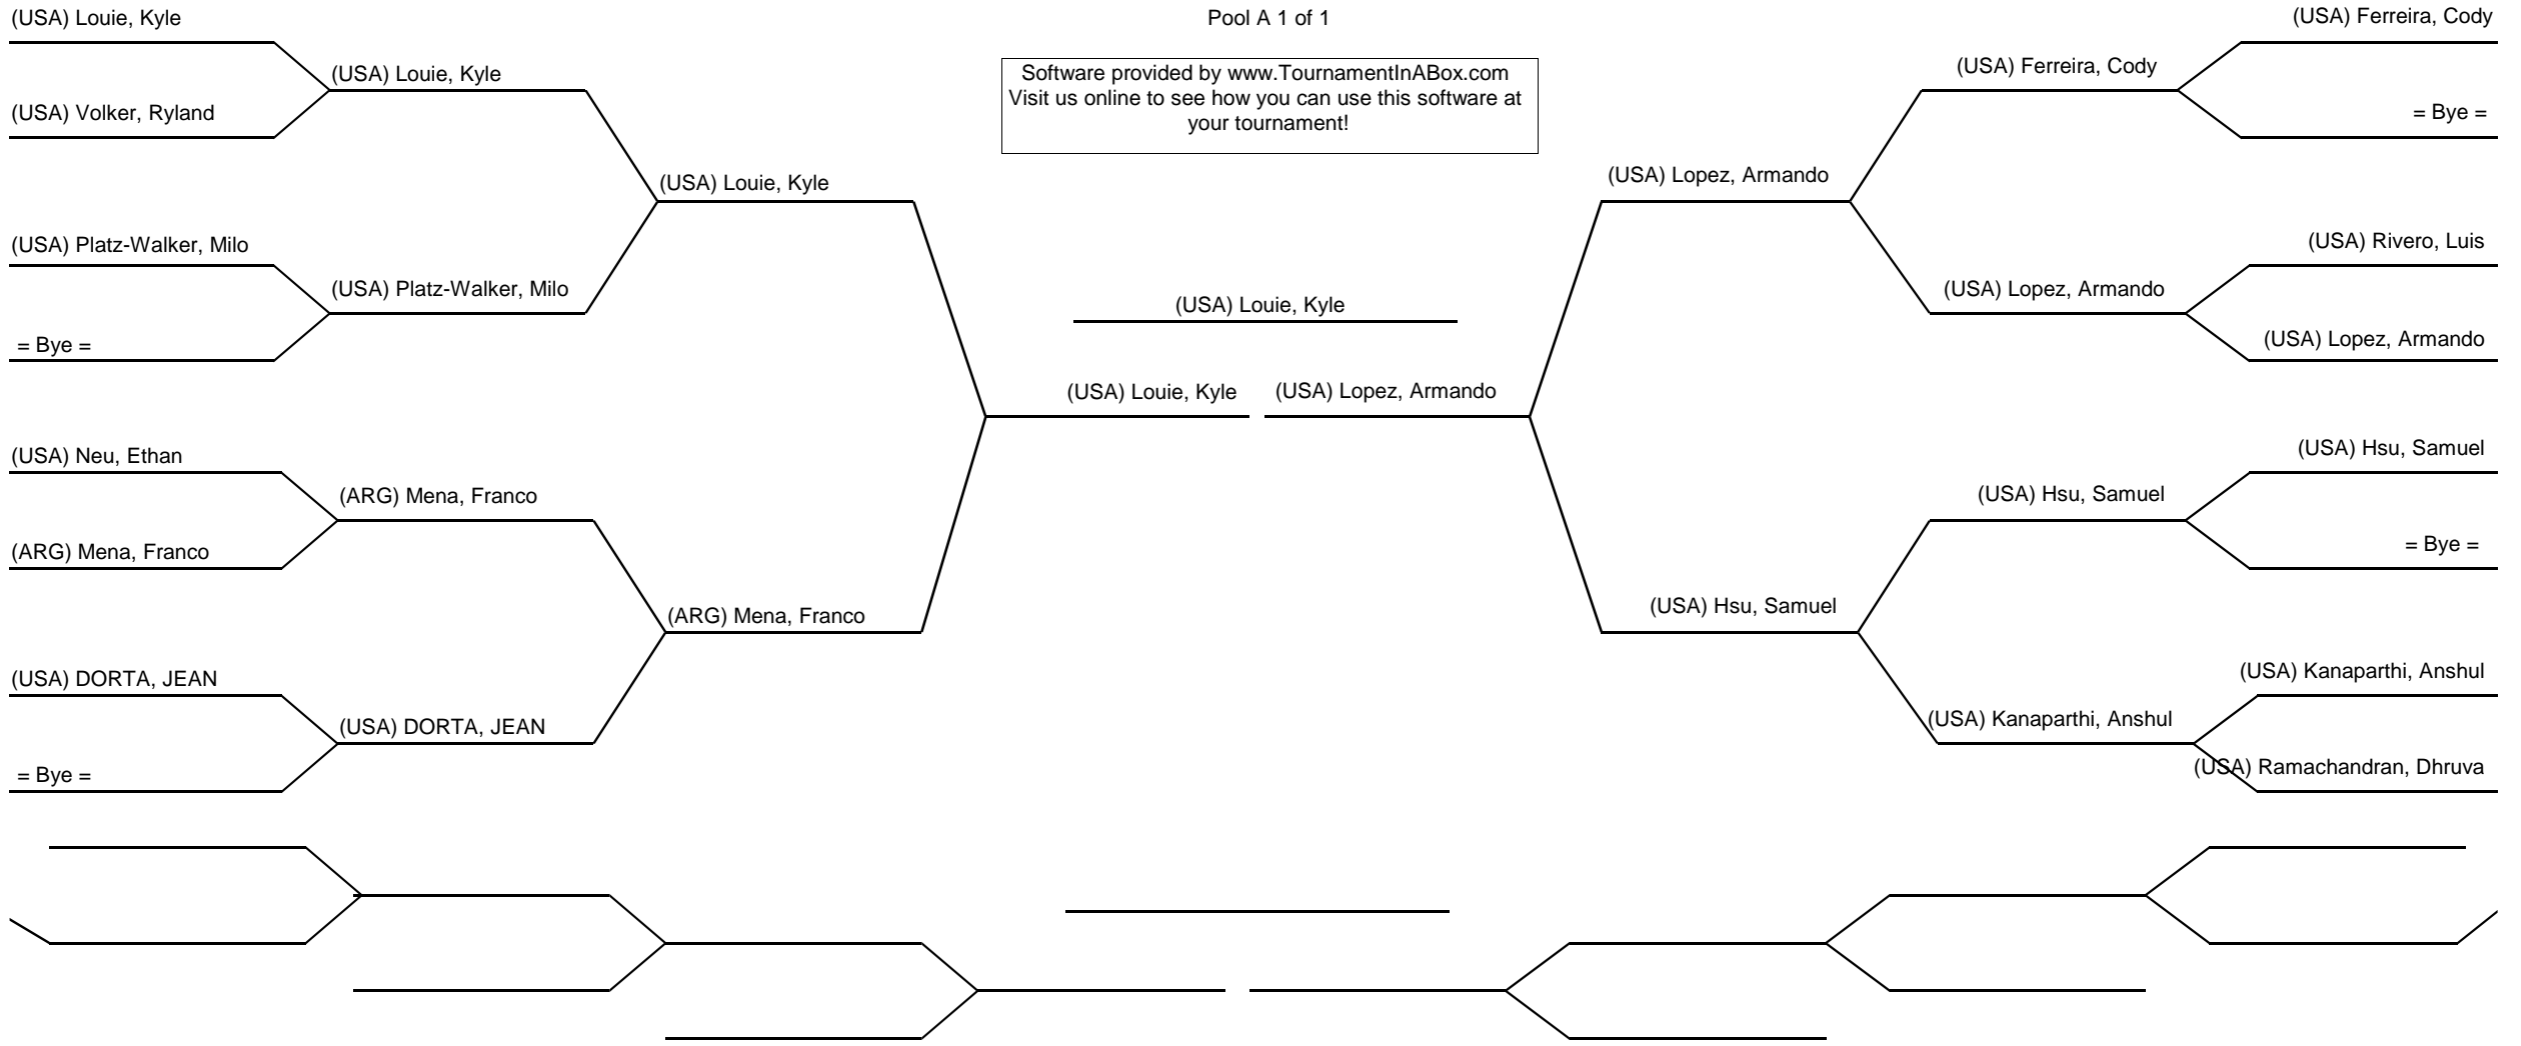 (USA) Louie, Kyle
(USA) Volker, Ryland
(USA) Platz-Walker, Milo
= Bye =
(USA) Neu, Ethan
(ARG) Mena, Franco
(USA) DORTA, JEAN
= Bye =
(USA) Louie, Kyle
(USA) Platz-Walker, Milo
(ARG) Mena, Franco
(USA) DORTA, JEAN
(USA) Louie, Kyle
(ARG) Mena, Franco
Pool A 1 of 1
Software provided by www.TournamentInABox.com
Visit us online to see how you can use this software at
your tournament!
(USA) Louie, Kyle
(USA) Louie, Kyle
(USA) Lopez, Armando
(USA) Lopez, Armando
(USA) Hsu, Samuel
(USA) Ferreira, Cody
(USA) Lopez, Armando
(USA) Hsu, Samuel
(USA) Kanaparthi, Anshul
(USA) Ferreira, Cody
= Bye =
(USA) Rivero, Luis
(USA) Lopez, Armando
(USA) Hsu, Samuel
= Bye =
(USA) Kanaparthi, Anshul
(USA) Ramachandran, Dhruva